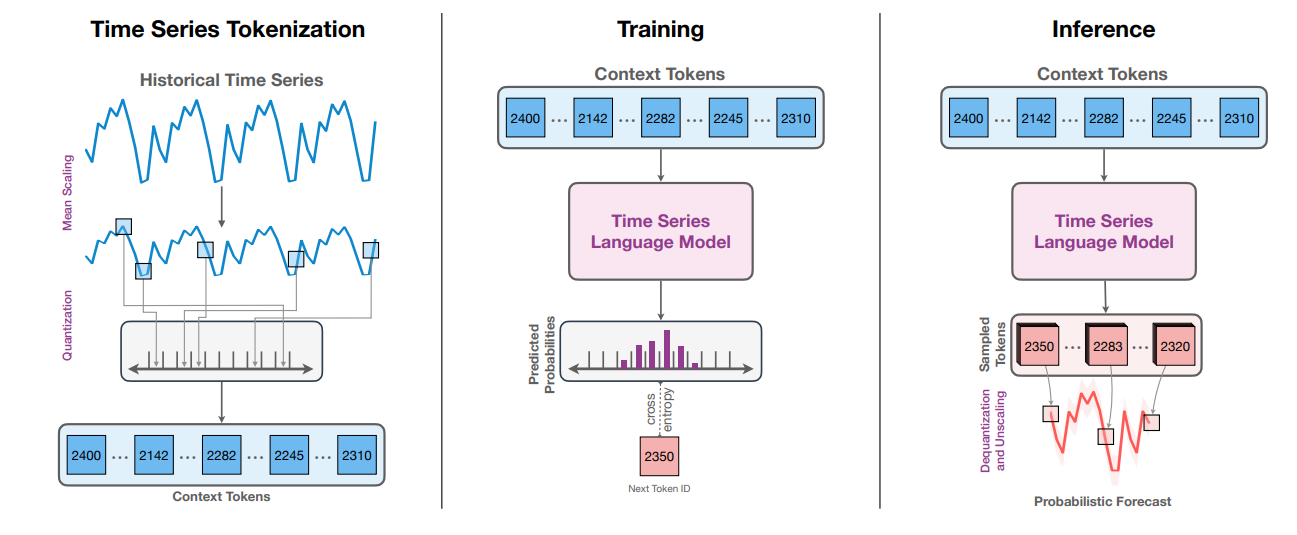 Time Series Tokenization
Historical Time Series
Mean Scaling
Quantization
2400 ... 2142 ... 2282 ... 2245 ... 2310
Context Tokens
Training
Context Tokens
2400 ... 2142 ... 2282 ... 2245 ... 2310
Time Series
Language Model
Predicted
Probabilities
cross
entropy
2350
Next Token ID
Inference
Context Tokens
2400 ... 2142 ... 2282 ... 2245 ... 2310
Time Series
Language Model
Sampled
Tokens
2350 ... 2283 ... 2320
Dequantization
and Unscaling
Probabilistic Forecast